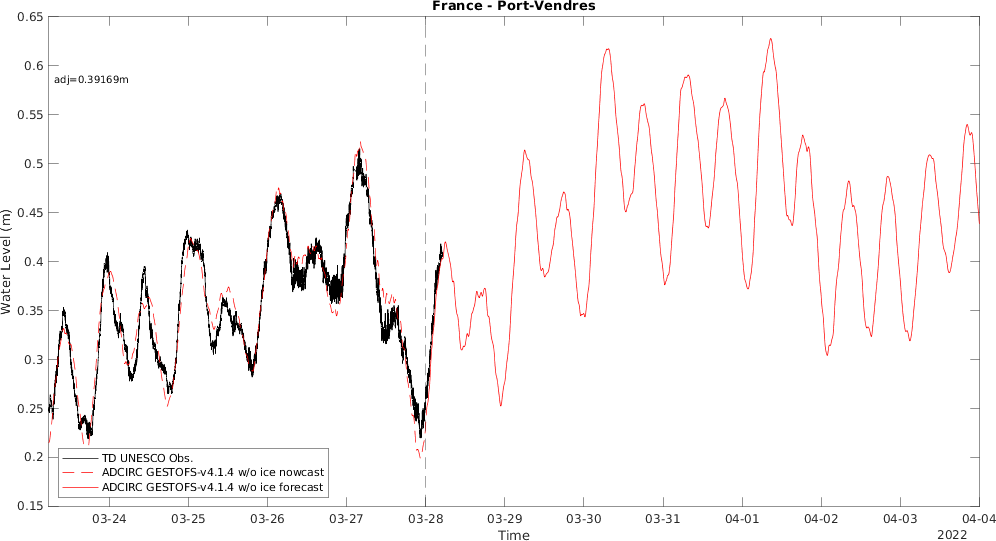 France - Port-Vendres
0.65
0.6
adj=0.39169m
0.55
0.5
0.45
0.4
0.35
0.3
0.25
0.2
0.15
Water Level (m)
TD UNESCO Obs.
ADCIRC GESTOFS-v4.1.4 w/o ice nowcast
ADCIRC GESTOFS-v4.1.4 w/o ice forecast
03-24 03-25 03-26 03-27 03-28 03-29 03-30 03-31 04-01 04-02 04-03 04-04
Time
2022